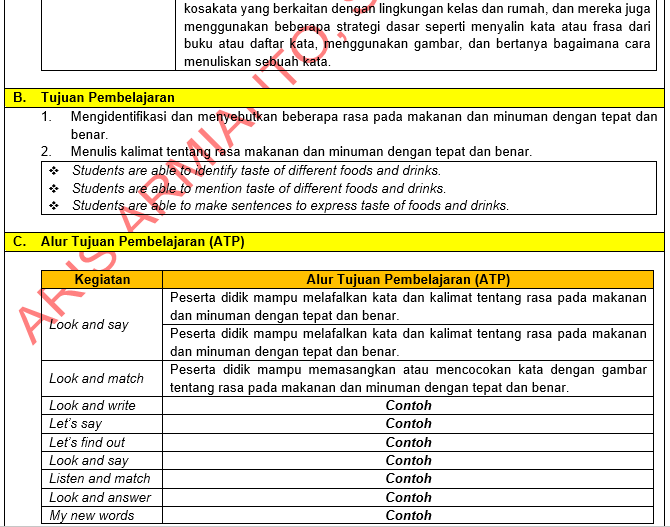 kosakata yang berkaitan dengan lingkungan kelas dan rumah, dan mereka juga
menggunakan beberapa strategi dasar seperti menyalin kata atau frasa dari
buku atau daftar kata, menggunakan gambar, dan bertanya bagaimana cara
menuliskan sebuah kata.
B. Tujuan Pembelajaran
1. Mengidentifikasi dan menyebutkan beberapa rasa pada makanan dan minuman dengan tepat dan
benar.
2. Menulis kalimat tentang rasa makanan dan minuman dengan tepat dan benar.
❖ Students are able to identify taste of different foods and drinks.
❖ Students are able to mention taste of different foods and drinks.
❖ Students are able to make sentences to express taste of foods and drinks.
C. Alur Tujuan Pembelajaran (ATP)
Kegiatan Alur Tujuan Pembelajaran (ATP)
Look and say
Peserta didik mampu melafalkan kata dan kalimat tentang rasa pada makanan
dan minuman dengan tepat dan benar.
Peserta didik mampu melafalkan kata dan kalimat tentang rasa pada makanan
dan minuman dengan tepat dan benar.
Look and match
Peserta didik mampu memasangkan atau mencocokan kata dengan gambar
tentang rasa pada makanan dan minuman dengan tepat dan benar.
Look and write Contoh
Let's say Contoh
Let's find out Contoh
Look and say Contoh
Listen and match Contoh
Look and answer Contoh
My new words Contoh
ARIS ARMIANTO, S